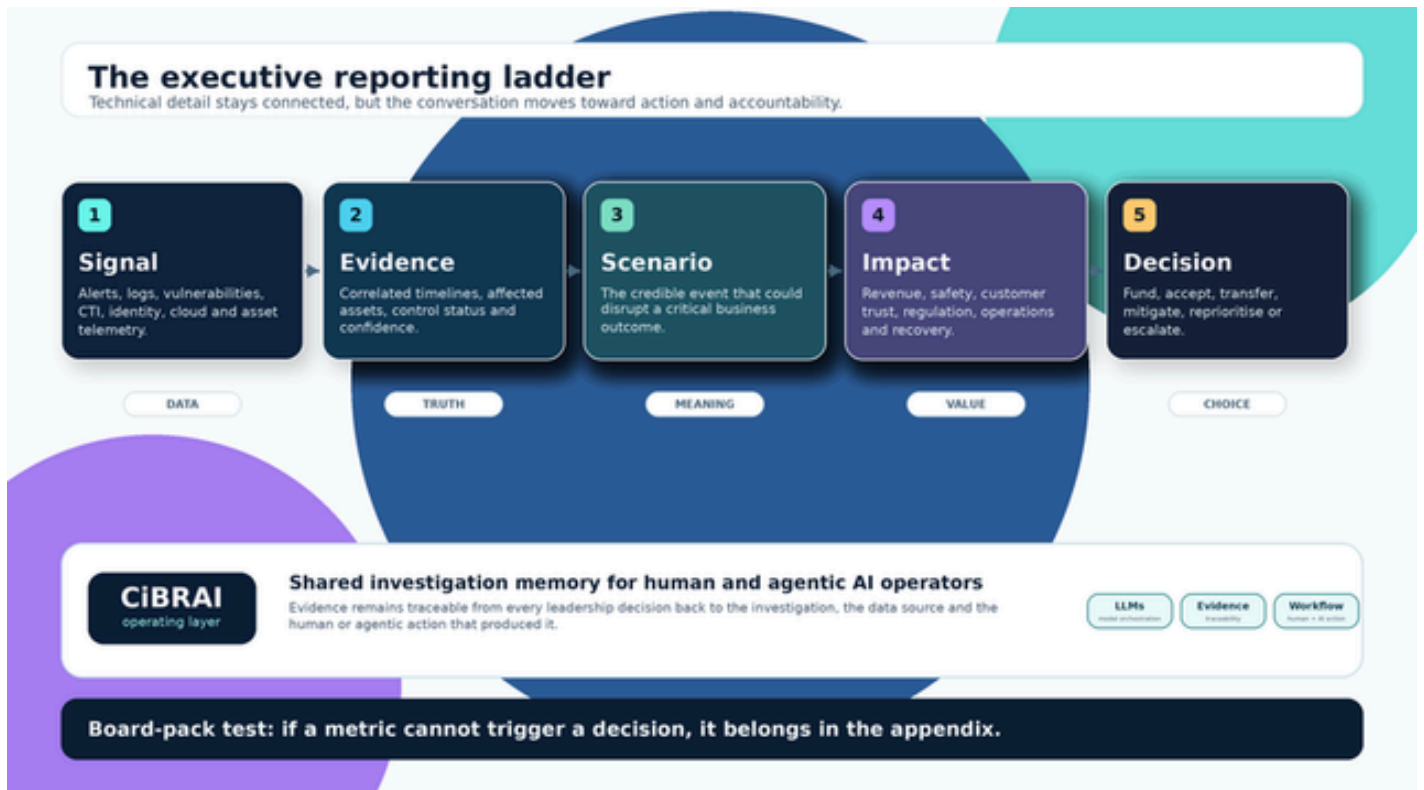 The executive reporting ladder
Technical detail stays connected, but the conversation moves toward action and accountability.
1
Signal
Alerts, logs, vulnerabilities,
CTI, identity, cloud and asset
telemetry.
DATA
2
Evidence
Correlated timelines, affected
assets, control status and
confidence.
TRUTH
3
Scenario
The credible event that could
disrupt a critical business
outcome.
MEANING
4
Impact
Revenue, safety, customer
trust, regulation, operations
and recovery.
VALUE
5
Decision
Fund, accept, transfer,
mitigate, reprioritise or
escalate.
CHOICE
CiBRAI
operating layer
Shared investigation memory for human and agentic AI operators
Evidence remains traceable from every leadership decision back to the investigation, the data source and the
human or agentic action that produced it.
LLMs
model orchestration
Evidence
traceability
Workflow
human + AI action
Board-pack test: if a metric cannot trigger a decision, it belongs in the appendix.